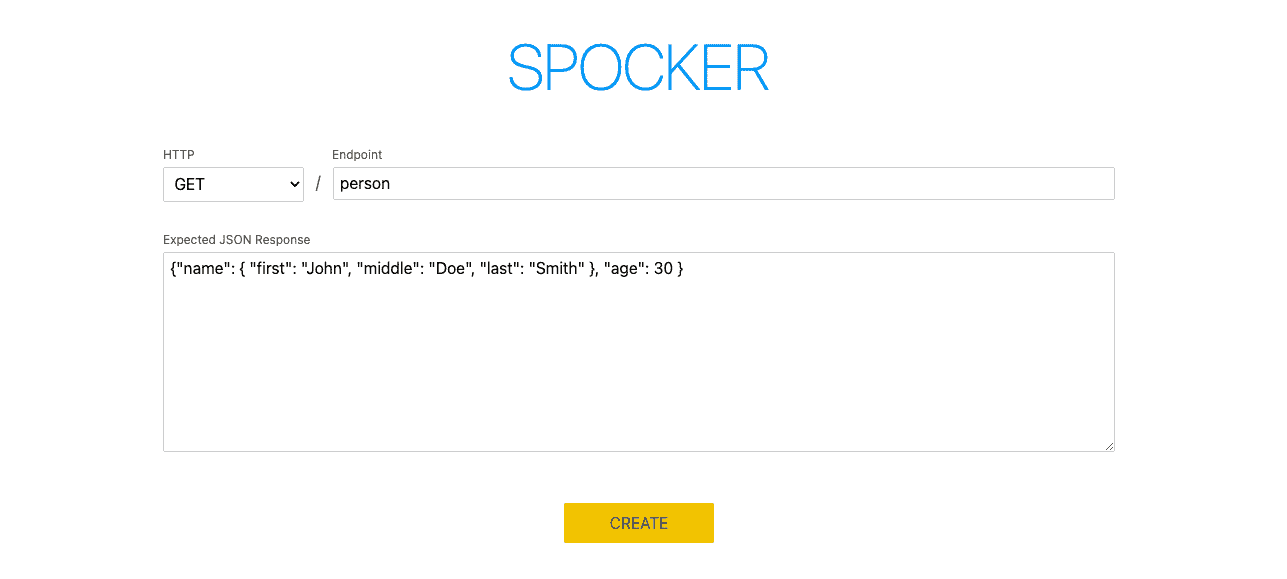 SPOCKER
HTTP Endpoint
GET / person
Expected JSON Response
{"name": { "first": "John", "middle": "Doe", "last": "Smith" }, "age": 30 }
CREATE